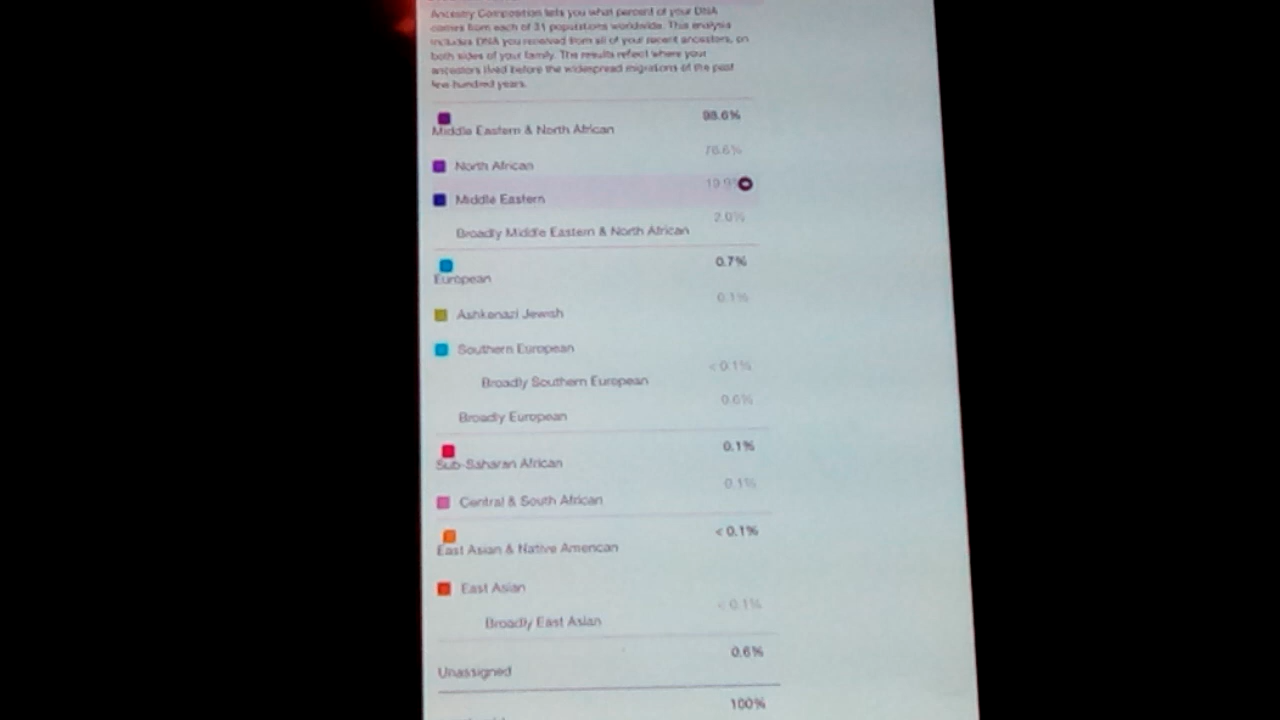 Ancestry Composition lets you what percent of your DNA
comes from each of 31 populations worldwide. This analysis
includes DNA you received from all of your recent ancestors, on
both sides of your family. The results reflect where your
ancestors lived before the widespread migrations of the past
few hundred years.
98.6%
Middle Eastern & North African
76.6%
North African
19.9%
Middle Eastern
2.0%
Broadly Middle Eastern & North African
0.7%
European
0.1%
Ashkenazi Jewish
Southern European
< 0.1%
Broadly Southern European
0.6%
Broadly European
0.1%
Sub-Saharan African
0.1%
Central & South African
< 0.1%
East Asian & Native American
East Asian
< 0.1%
Broadly East Asian
0.6%
Unassigned
100%